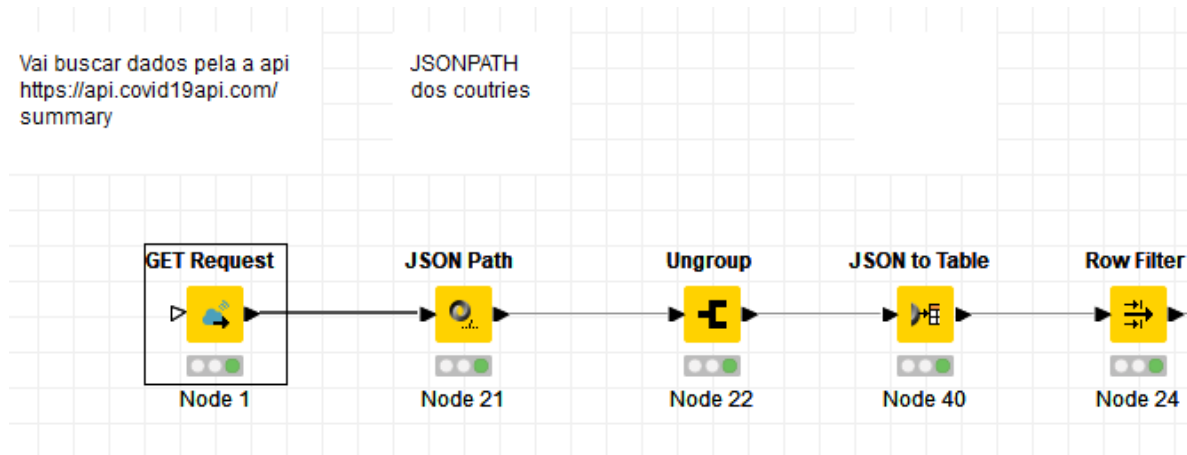 Vai buscar dados pela a api
https://api.covid19api.com/
summary
JSONPATH
dos coutries
GET Request
JSON Path
Ungroup
JSON to Table
Row Filter
Node 1
Node 21
Node 22
Node 40
Node 24